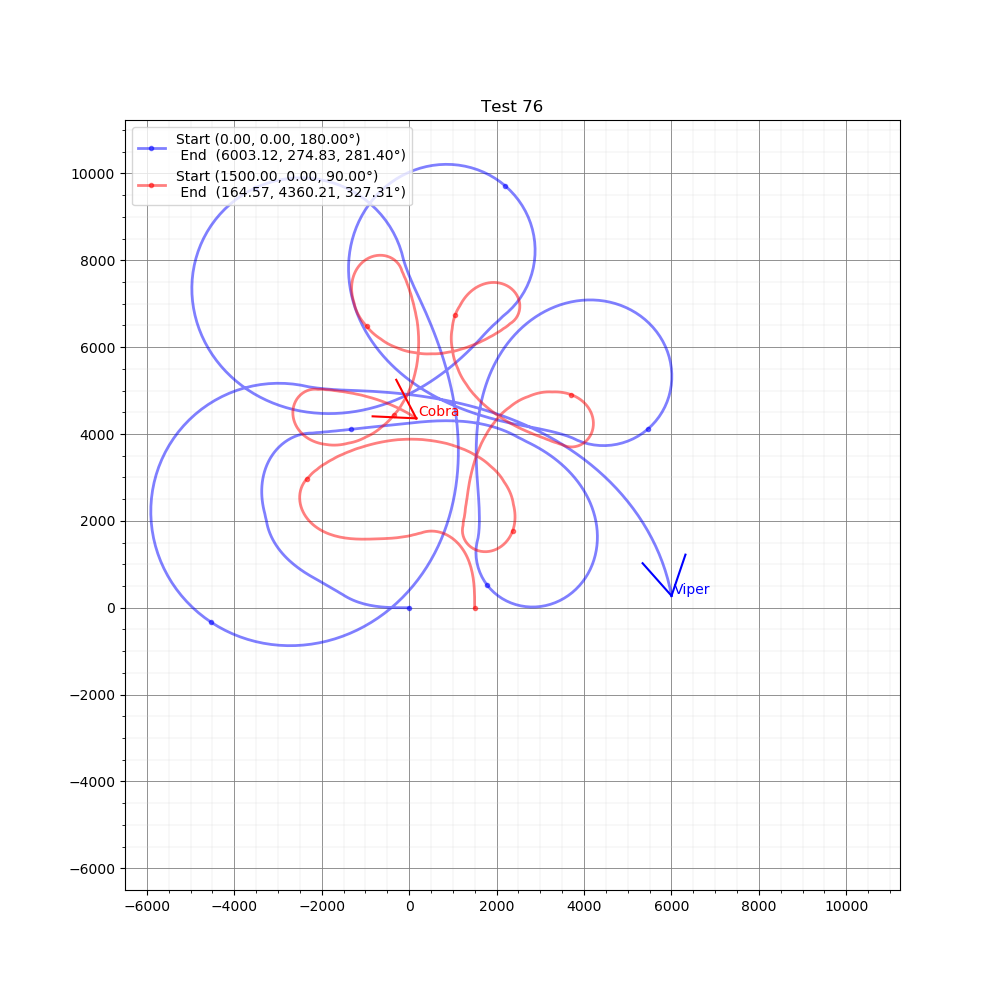 Test 76
Start (0.00, 0.00, 180.00°)
End  (6003.12, 274.83, 281.40°)
Start (1500.00, 0.00, 90.00°)
End  (164.57, 4360.21, 327.31°)
10000
8000
6000
4000
2000
0
−2000
−4000
−6000
Cobra
Viper
−6000 −4000 −2000 0 2000 4000 6000 8000 10000